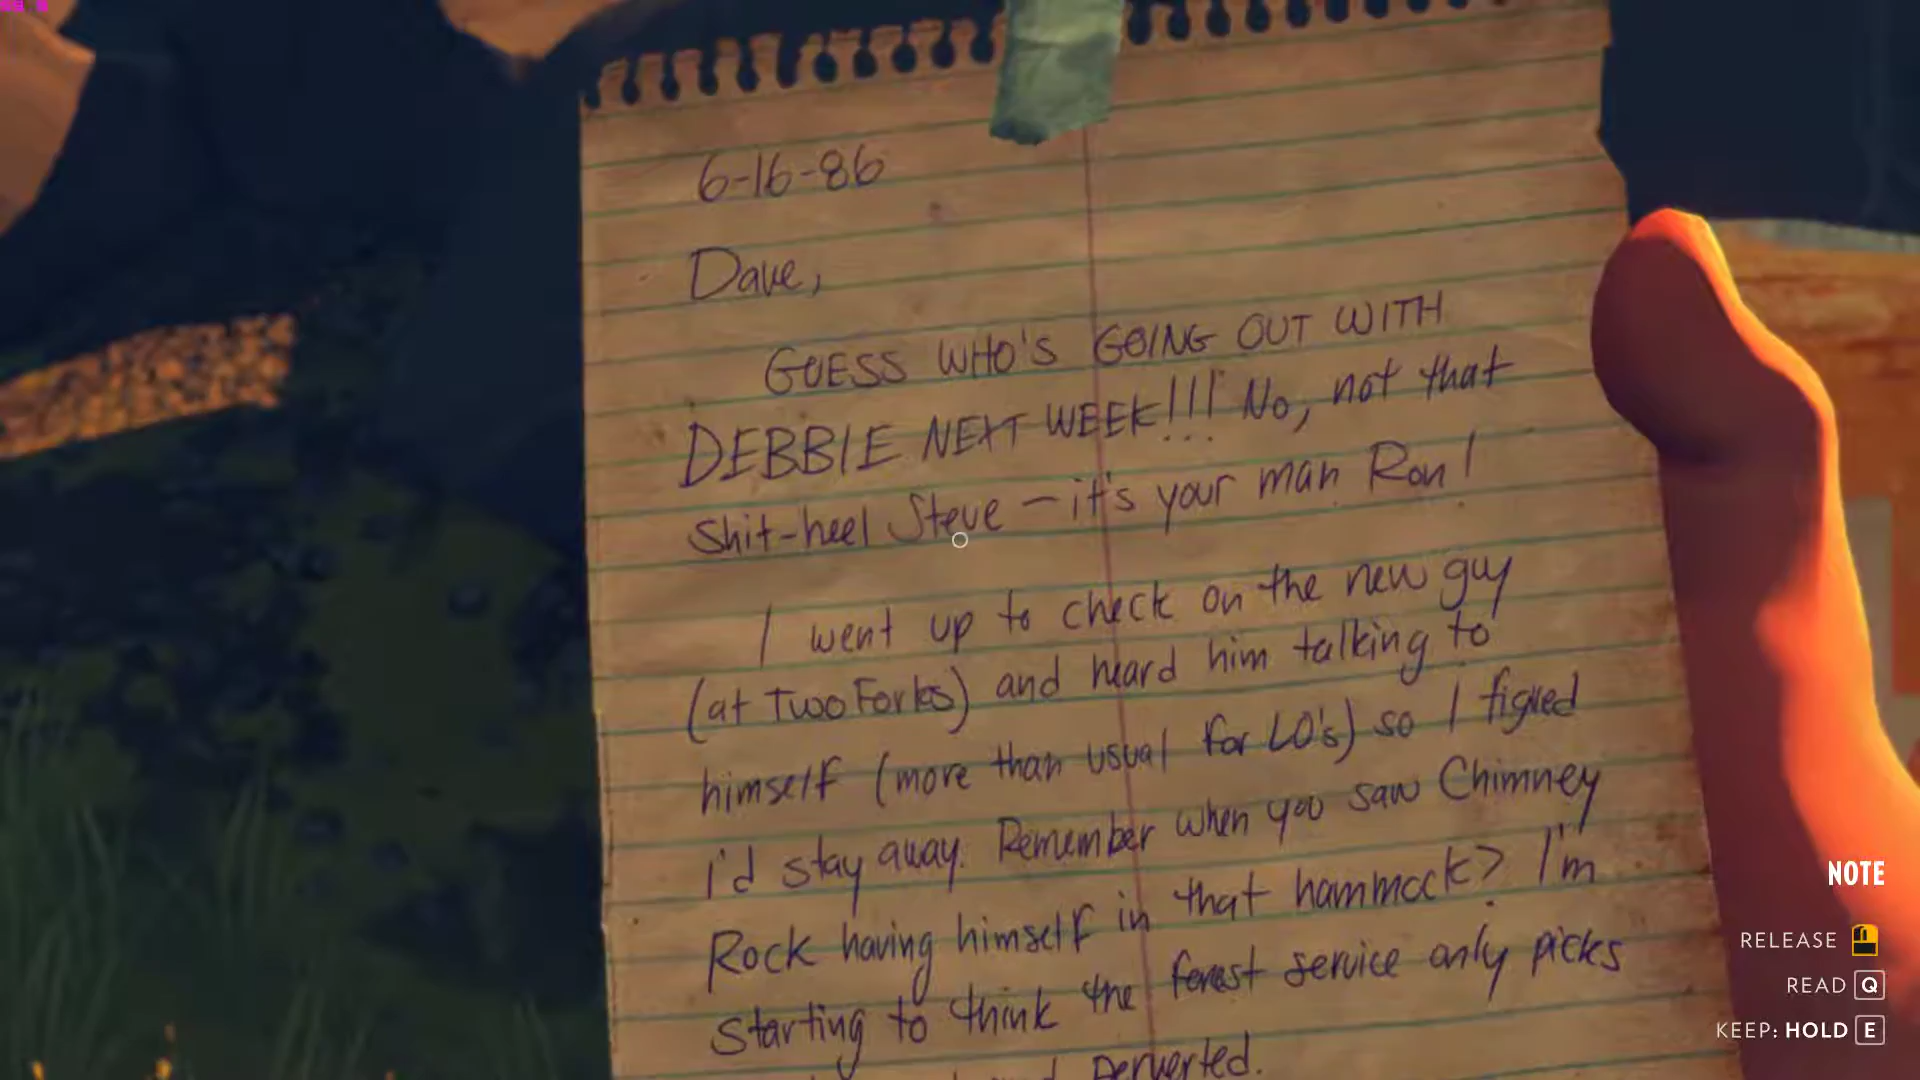 6-16-86
Dave,
GUESS WHO'S GOING OUT WITH
DEBBIE NEXT WEEK!!! No, not that
Shit-heel Steve - it's your man Ron!
I went up to check on the new guy
(at Two Forks) and heard him talking to
himself (more than usual for LO's) so I figred
I'd stay away. Remember when you saw Chimney
Rock having himself in that hammock? I'm
starting to think the forest service only picks
Perverted.
NOTE
RELEASE
READ Q
KEEP: HOLD E